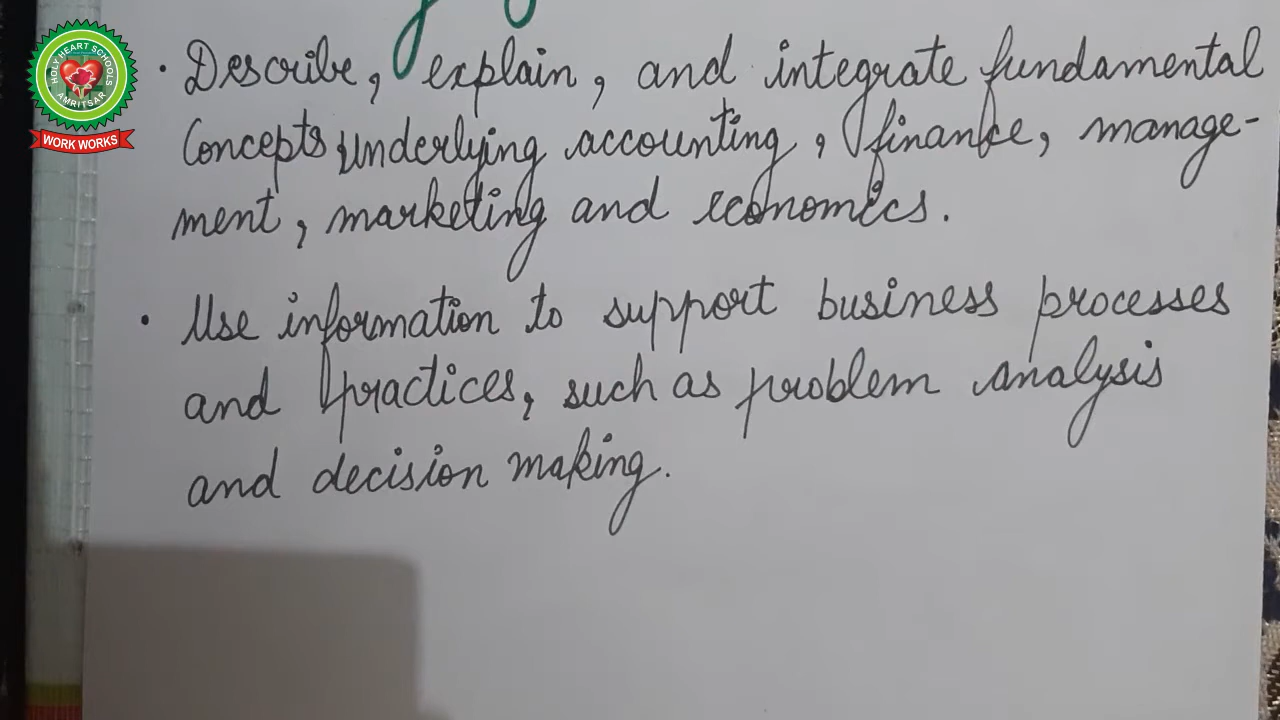 HOLY HEART SCHOOLS
AMRITSAR
WORK WORKS
• Describe, explain, and integrate fundamental
Concepts underlying accounting, finance, manage-
ment, marketing and economics.
• Use information to support business processes
and practices, such as problem analysis
and decision making.